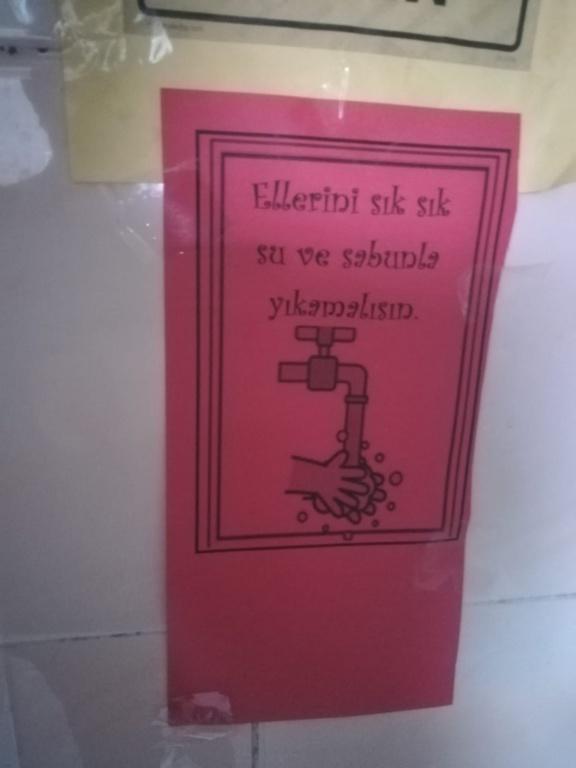 Ellerini sık sık
su ve sabunla
yıkamalısın.